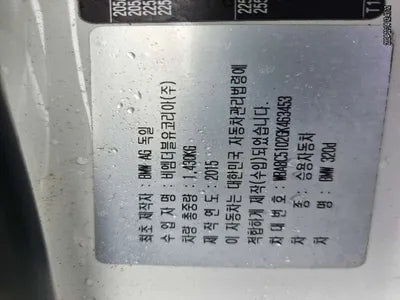 최초 제작자 : BMW AG 독일
수 입 자 명 : 비엠더블유코리아(주)
차량 총중량 : 1,430KG
제 작 연 도 : 2015
이 자동차는 대한민국 자동차관리법령에
적합하게 제작(수입)되었습니다.
차 대 번 호 : WBA8C5102GK463453
차 종 : 승용자동차
차 명 : BMW 320d